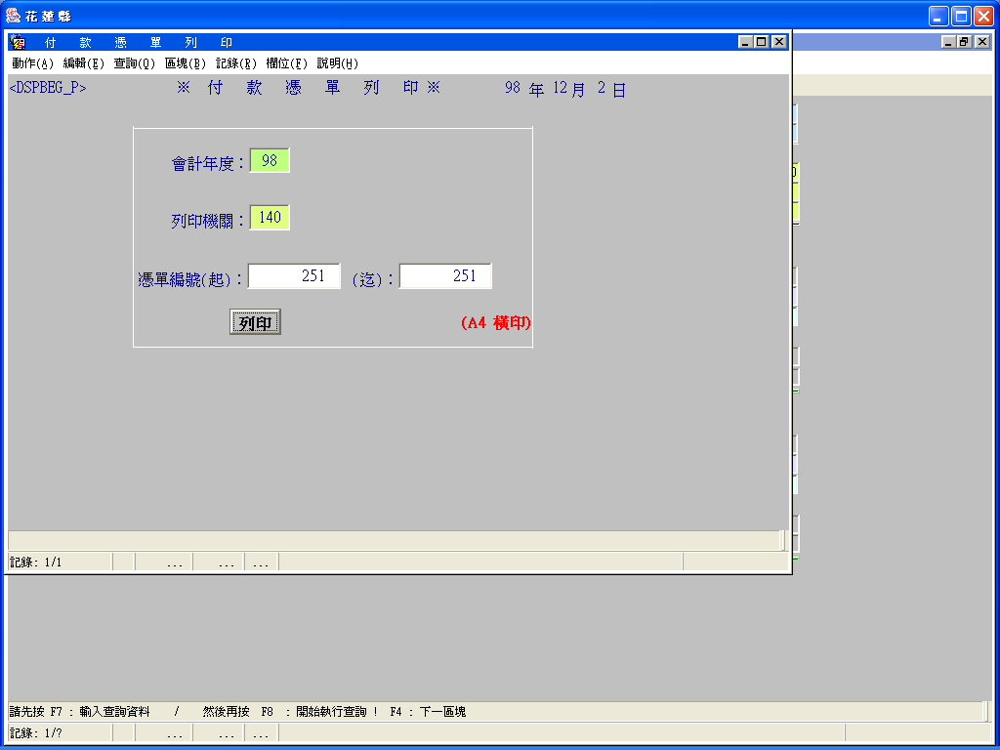 花蓮縣
付 款 憑 單 列 印
動作(A) 編輯(E) 查詢(Q) 區塊(B) 記錄(R) 欄位(F) 說明(H)
<DSPBEG_P> ※ 付 款 憑 單 列 印 ※ 98 年 12 月 2 日
會計年度： 98
列印機關： 140
憑單編號(起)： 251 (迄)： 251
列印 (A4 橫印)
記錄: 1/1 ... ... ...
請先按 F7 : 輸入查詢資料 / 然後再按 F8 : 開始執行查詢 ! F4 : 下一區塊
記錄: 1/? ... ... ...